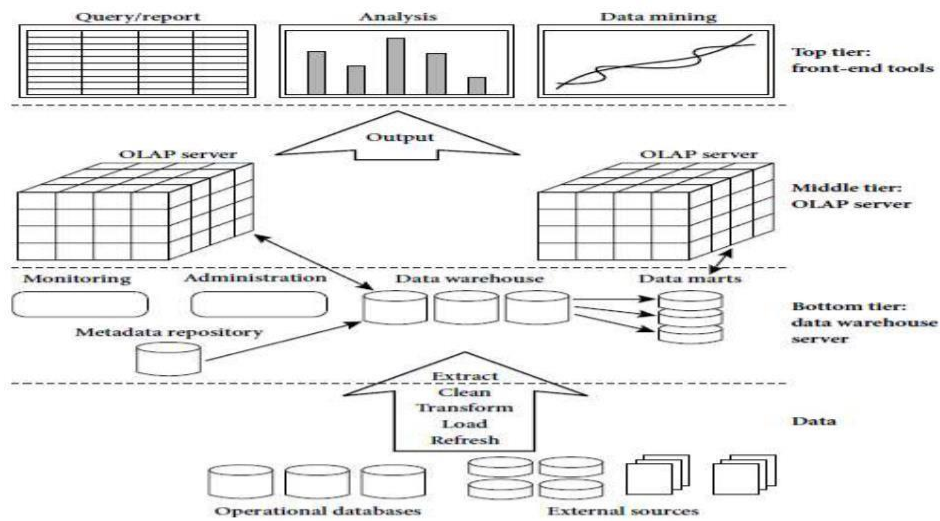 Query/report
Analysis
Data mining
Top tier:
front-end tools
Output
OLAP server
OLAP server
Middle tier:
OLAP server
Monitoring
Administration
Data warehouse
Data marts
Metadata repository
Bottom tier:
data warehouse
server
Extract
Clean
Transform
Load
Refresh
Data
Operational databases
External sources